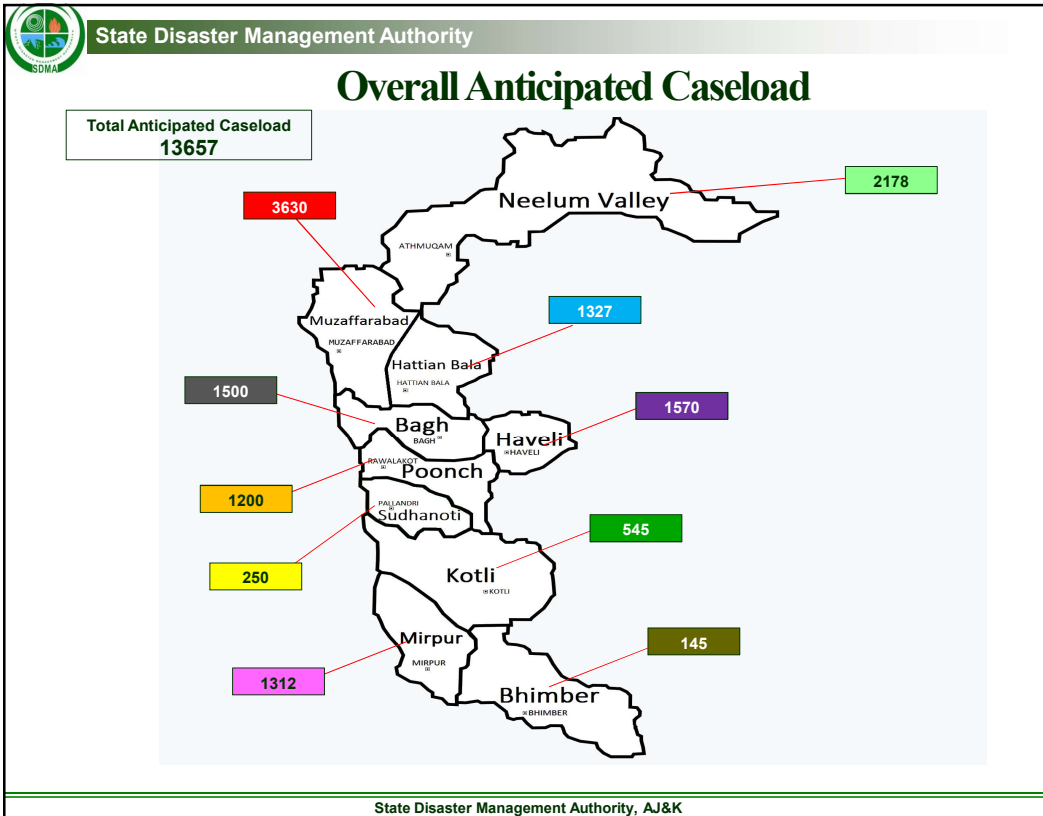 SDMA
State Disaster Management Authority
Overall Anticipated Caseload
Total Anticipated Caseload
13657
Neelum Valley
2178
3630
ATHMUQAM
1327
Muzaffarabad
MUZAFFARABAD
Hattian Bala
HATTIAN BALA
1500
1570
Bagh
BAGH
Haveli
HAVELI
RAWALAKOT
Poonch
1200
PALLANDRI
Sudhanoti
545
250
Kotli
KOTLI
Mirpur
MIRPUR
145
1312
Bhimber
BHIMBER
State Disaster Management Authority, AJ&K